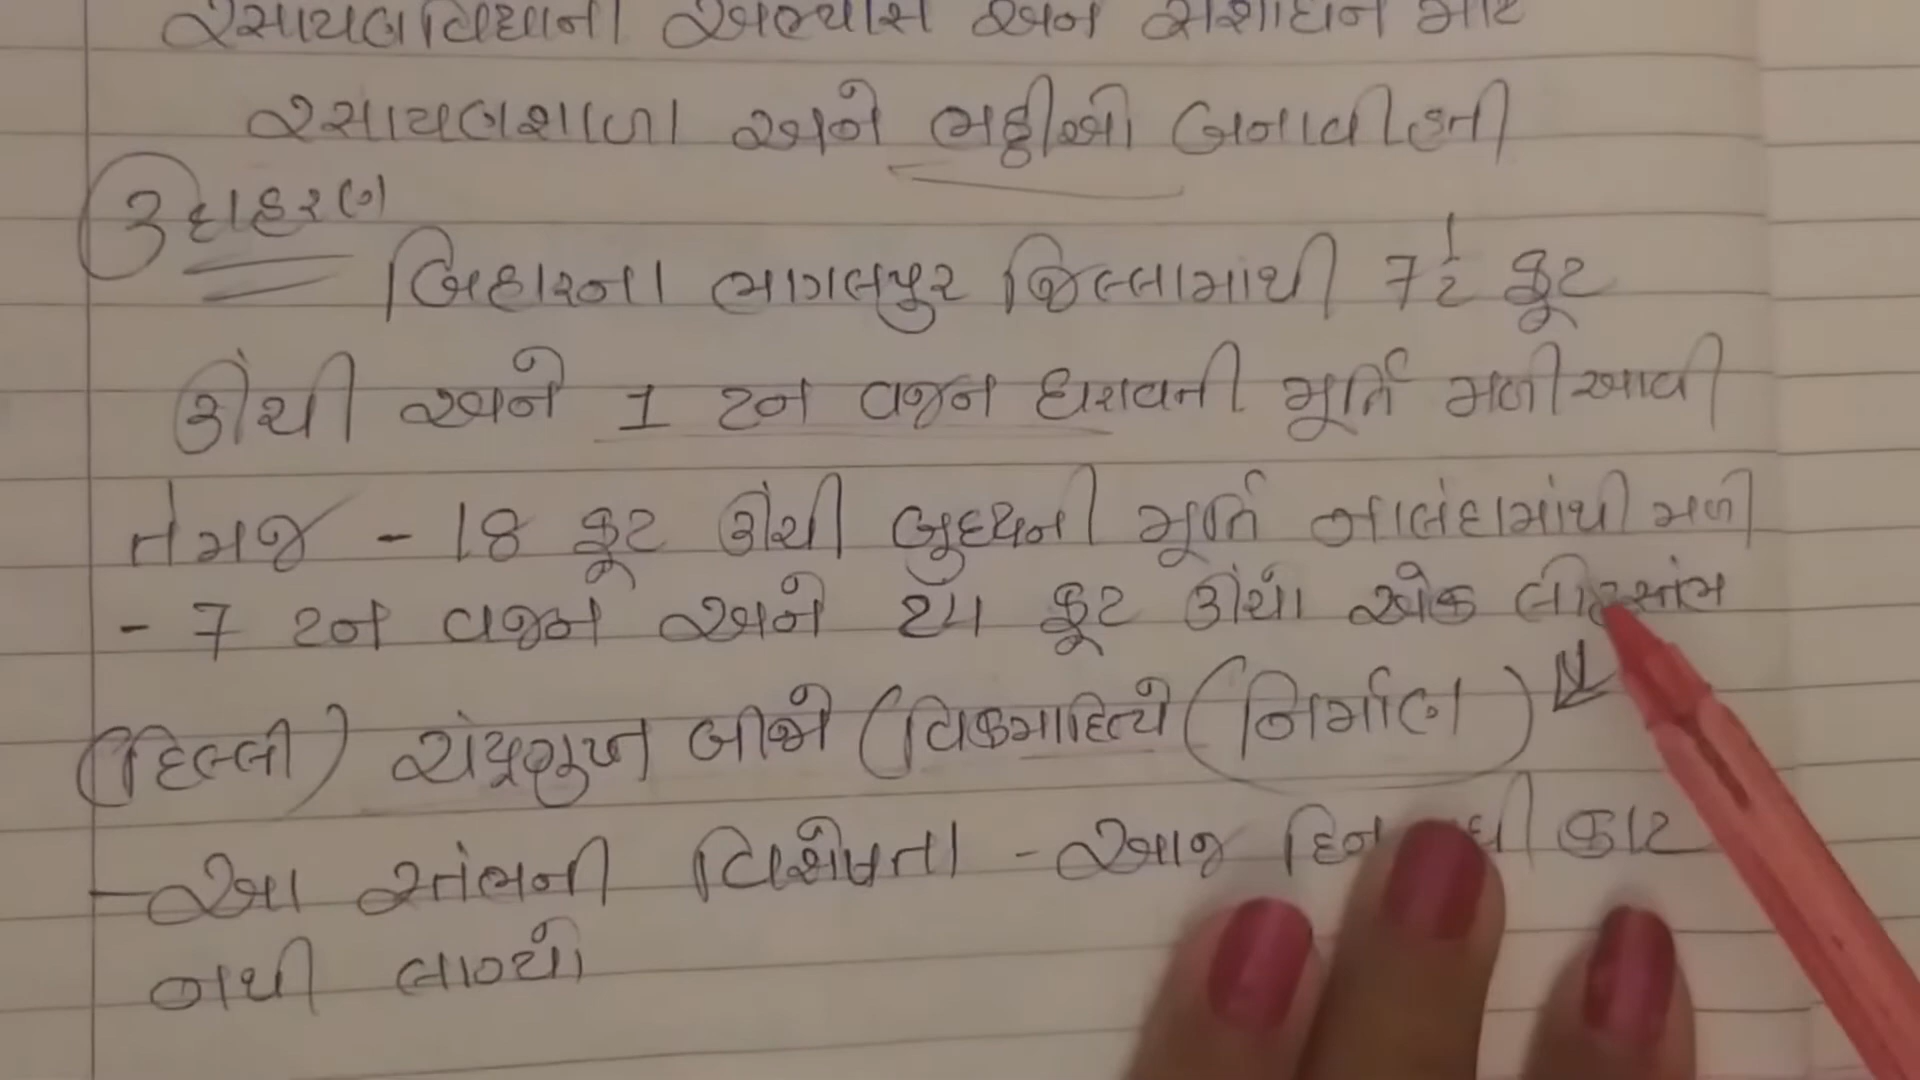 રસાયણવિદ્યાના અભ્યાસ અને સંશોધન માટે
રસાયણશાળા અને ભઠ્ઠીઓ બનાવી હતી
ઉદાહરણ
બિહારના ભાગલપુર જિલ્લામાંથી 7 1/2 ફૂટ
ઊંચી અને 1 ટન વજન ધરાવતી મૂર્તિ મળી આવી
તેમજ - 18 ફૂટ ઊંચી બુદ્ધની મૂર્તિ નાલંદામાંથી મળી
- 7 ટન વજન અને 24 ફૂટ ઊંચો એક
(દિલ્લી) ચંદ્રગુપ્ત બીજો (વિક્રમાદિત્યે (નિર્માણ)
- આ સ્તંભની વિશેષતા - આજ કાટ
નથી લાગ્યો